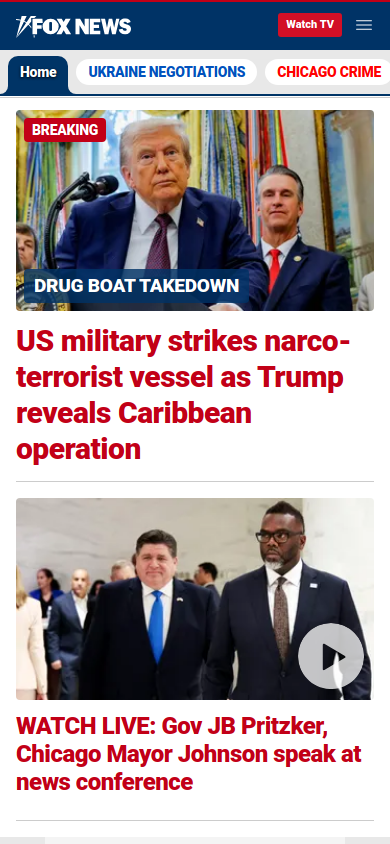 FOX NEWS
Watch TV
Home
UKRAINE NEGOTIATIONS
CHICAGO CRIME
BREAKING
DRUG BOAT TAKEDOWN
US military strikes narco-
terrorist vessel as Trump
reveals Caribbean
operation
WATCH LIVE: Gov JB Pritzker,
Chicago Mayor Johnson speak at
news conference